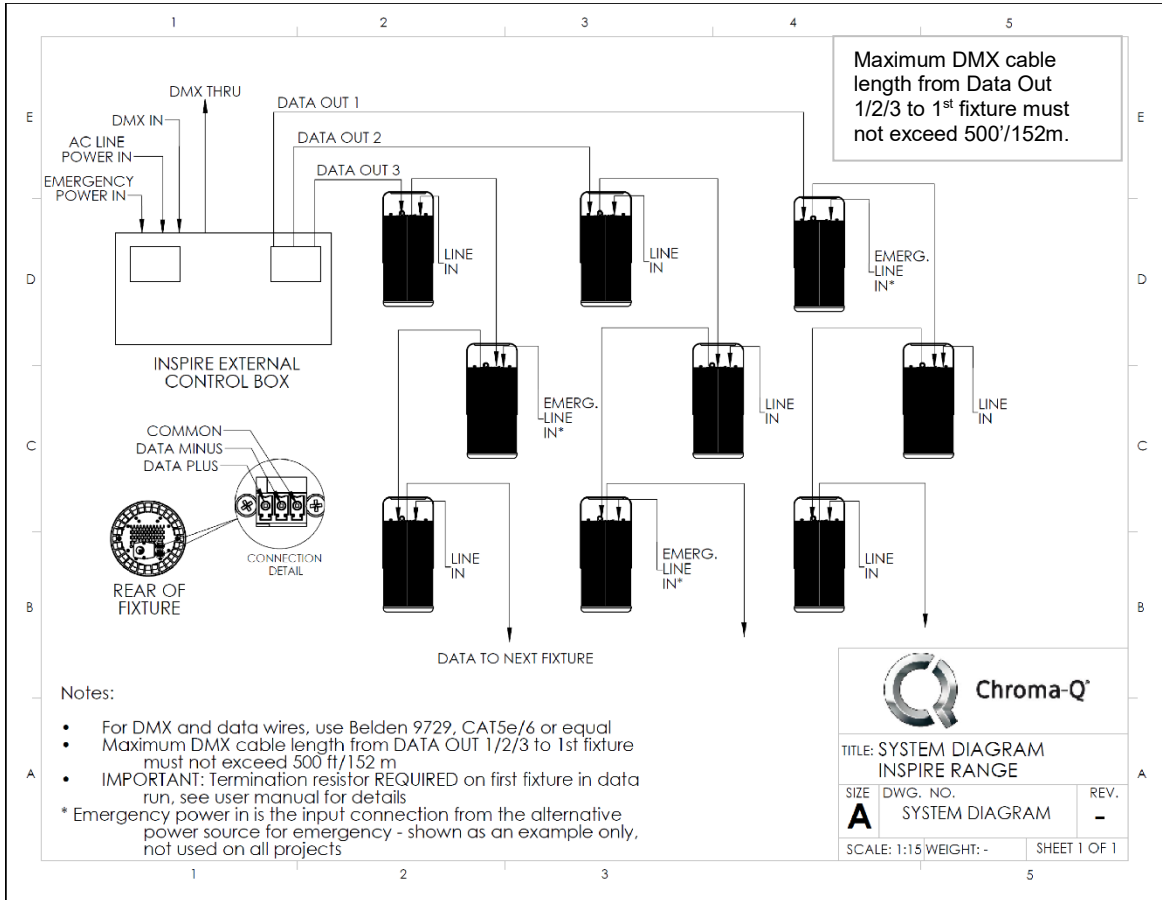 1
2
3
4
5
Maximum DMX cable
length from Data Out
1/2/3 to 1st fixture must
not exceed 500'/152m.
E
E
DMX THRU
DATA OUT 1
DMX IN
DATA OUT 2
AC LINE
POWER IN
DATA OUT 3
EMERGENCY
POWER IN
LINE
IN
LINE
IN
EMERG.
LINE
IN*
D
D
INSPIRE EXTERNAL
CONTROL BOX
EMERG.
LINE
IN*
LINE
IN
LINE
IN
C
C
COMMON
DATA MINUS
DATA PLUS
CONNECTION
DETAIL
REAR OF
FIXTURE
LINE
IN
EMERG.
LINE
IN*
LINE
IN
B
B
DATA TO NEXT FIXTURE
Notes:
• For DMX and data wires, use Belden 9729, CAT5e/6 or equal
• Maximum DMX cable length from DATA OUT 1/2/3 to 1st fixture
must not exceed 500 ft/152 m
• IMPORTANT: Termination resistor REQUIRED on first fixture in data
run, see user manual for details
* Emergency power in is the input connection from the alternative
power source for emergency - shown as an example only,
not used on all projects
A
A
Chroma-Q®
TITLE: SYSTEM DIAGRAM
INSPIRE RANGE
SIZE DWG. NO. REV.
A SYSTEM DIAGRAM -
SCALE: 1:15 WEIGHT: - SHEET 1 OF 1
1
2
3
5